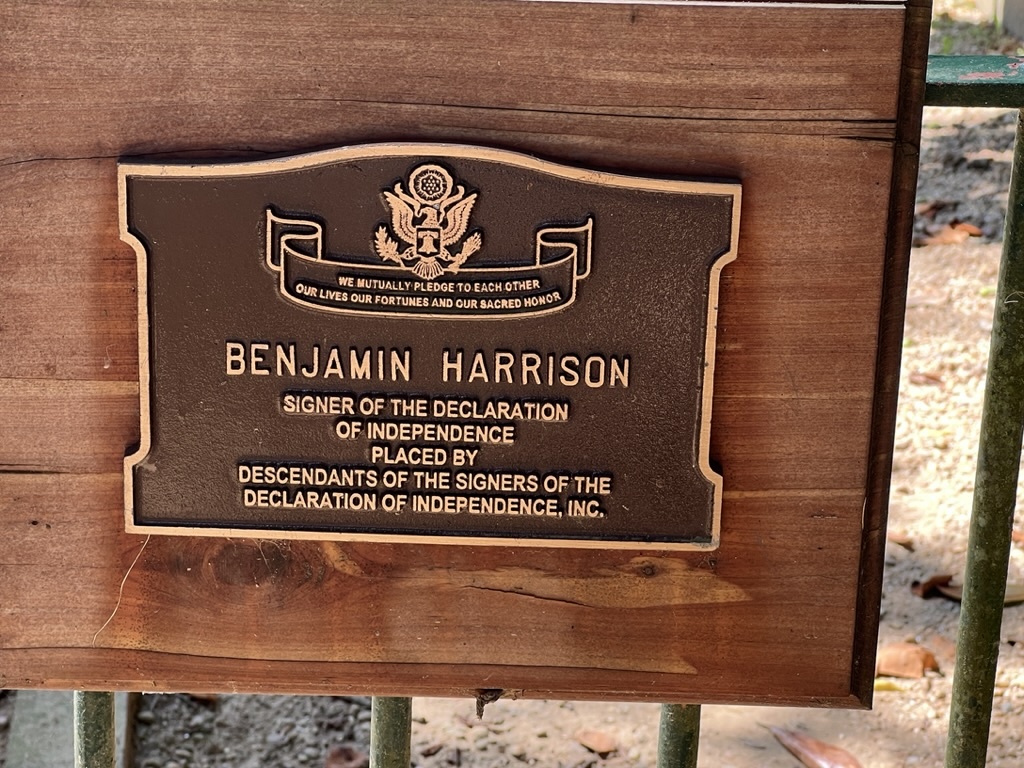 WE MUTUALLY PLEDGE TO EACH OTHER
OUR LIVES OUR FORTUNES AND OUR SACRED HONOR
BENJAMIN HARRISON
SIGNER OF THE DECLARATION
OF INDEPENDENCE
PLACED BY
DESCENDANTS OF THE SIGNERS OF THE
DECLARATION OF INDEPENDENCE, INC.